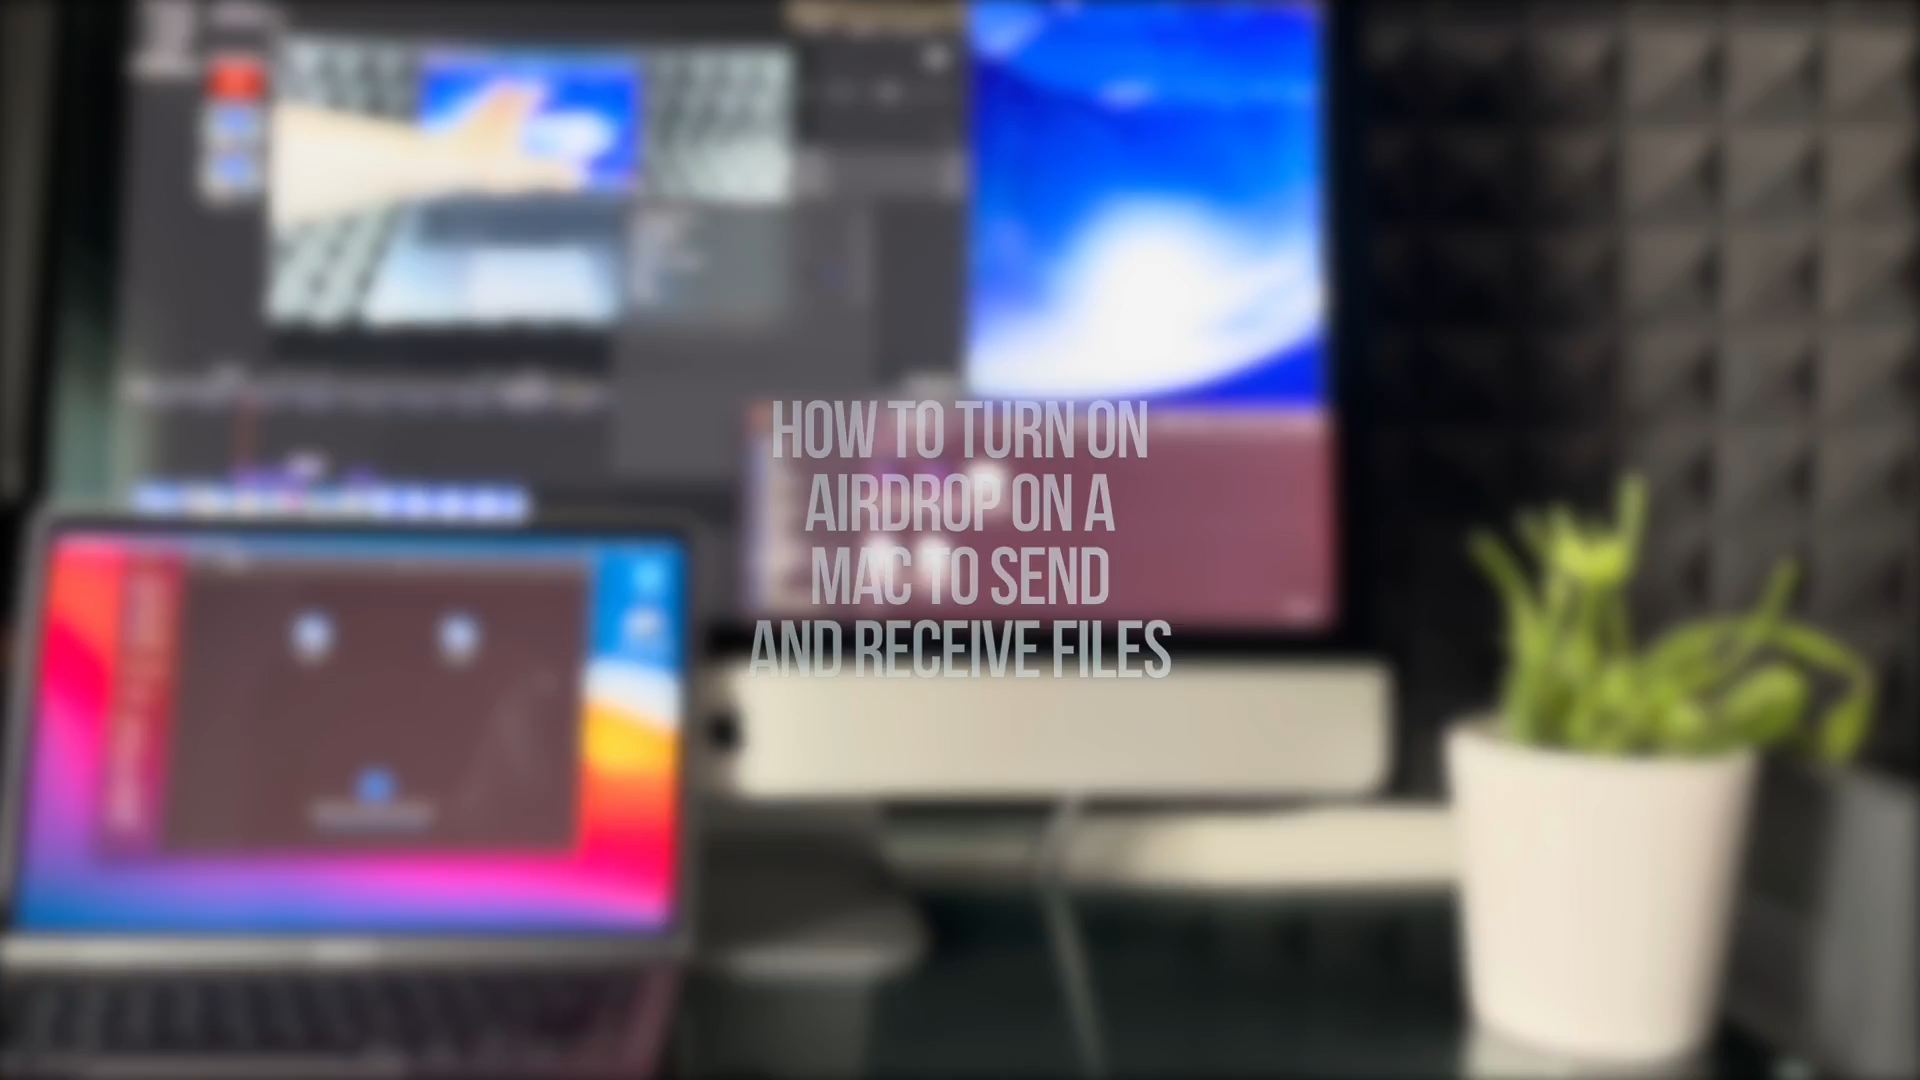 HOW TO TURN ON
AIRDROP ON A
MAC TO SEND
AND RECEIVE FILES